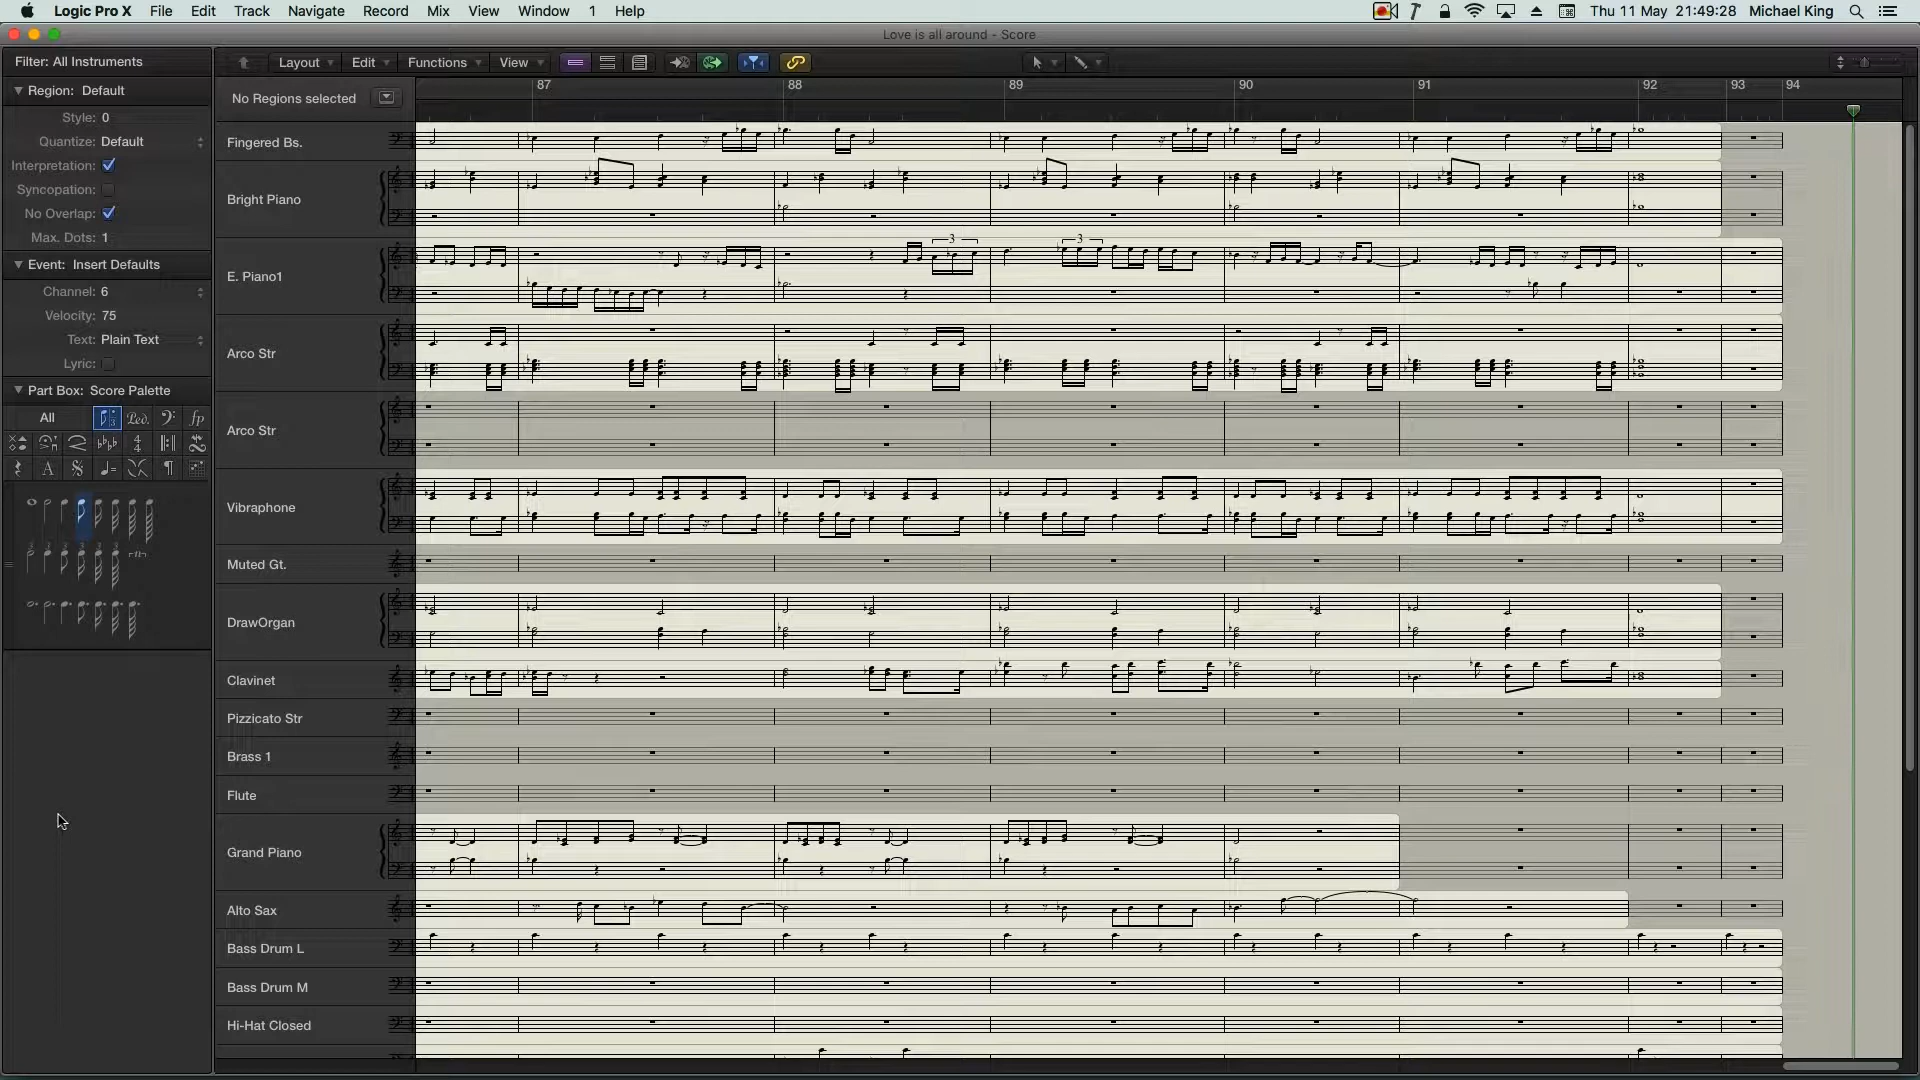 Logic Pro X File Edit Track Navigate Record Mix View Window 1 Help Thu 11 May 21:49:28 Michael King
Love is all around - Score
Filter: All Instruments
Layout Edit Functions View
Region: Default
Style: 0
Quantize: Default
Interpretation:
Syncopation:
No Overlap:
Max. Dots: 1
Event: Insert Defaults
Channel: 6
Velocity: 75
Text: Plain Text
Lyric:
Part Box: Score Palette
All
No Regions selected
87 88 89 90 91 92 93 94
Fingered Bs.
Bright Piano
E. Piano1
3 3
Arco Str
Arco Str
Vibraphone
Muted Gt.
DrawOrgan
Clavinet
Pizzicato Str
Brass 1
Flute
Grand Piano
Alto Sax
Bass Drum L
Bass Drum M
Hi-Hat Closed